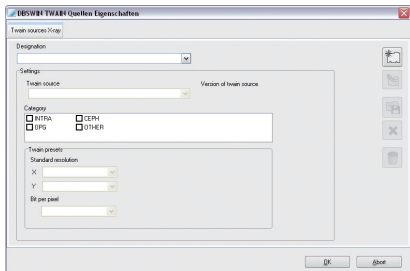 DBSWIN TWAIN Quellen Eigenschaften
Twain sources X-ray
Designation
Settings
Twain source
Version of twain source
Category
INTRA
CEPH
OPG
OTHER
Twain presets
Standard resolution
X
Y
Bit per pixel
OK
Abort